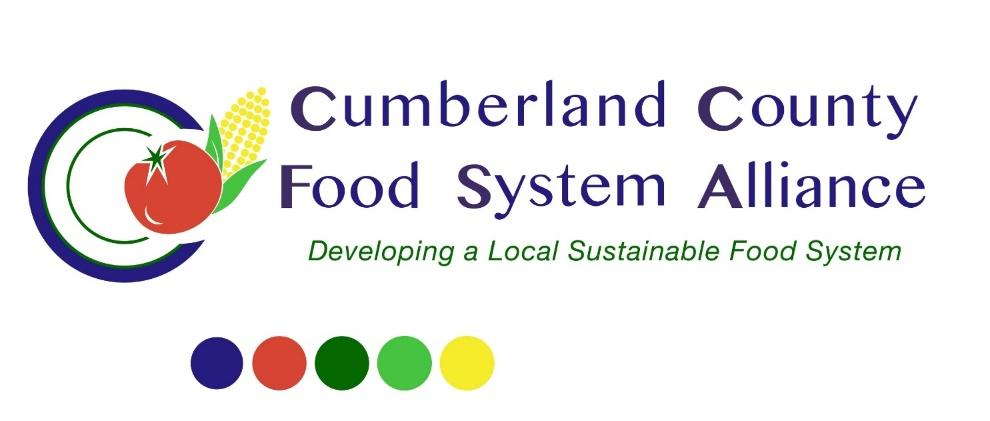 Cumberland County
Food System Alliance
Developing a Local Sustainable Food System